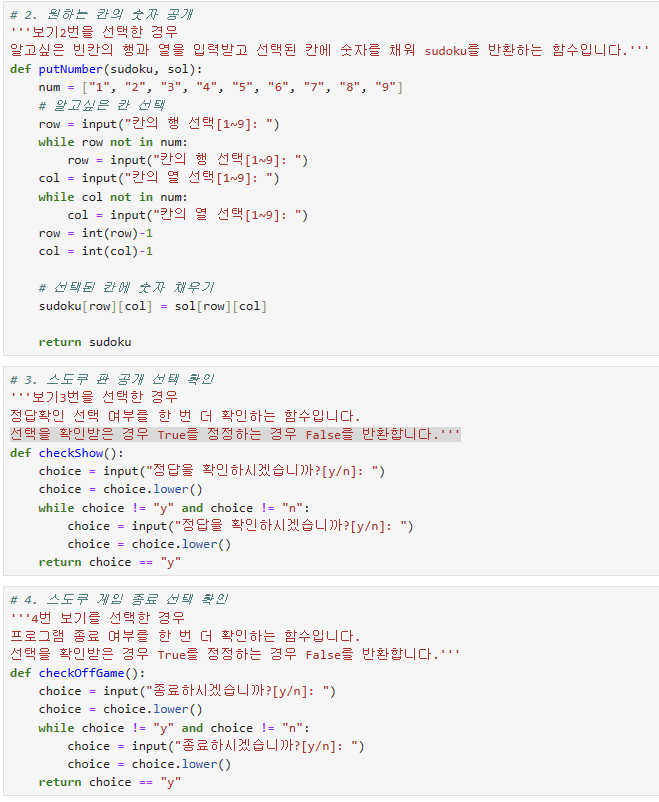 # 2. 원하는 칸의 숫자 공개
'''보기2번을 선택한 경우
알고싶은 빈칸의 행과 열을 입력받고 선택된 칸에 숫자를 채워 sudoku를 반환하는 함수입니다.'''
def putNumber(sudoku, sol):
    num = ["1", "2", "3", "4", "5", "6", "7", "8", "9"]
    # 알고싶은 칸 선택
    row = input("칸의 행 선택[1~9]: ")
    while row not in num:
        row = input("칸의 행 선택[1~9]: ")
    col = input("칸의 열 선택[1~9]: ")
    while col not in num:
        col = input("칸의 열 선택[1~9]: ")
    row = int(row)-1
    col = int(col)-1
    # 선택된 칸에 숫자 채우기
    sudoku[row][col] = sol[row][col]
    return sudoku
# 3. 스도쿠 판 공개 선택 확인
'''보기3번을 선택한 경우
정답확인 선택 여부를 한 번 더 확인하는 함수입니다.
선택을 확인받은 경우 True를 정정하는 경우 False를 반환합니다.'''
def checkShow():
    choice = input("정답을 확인하시겠습니까?[y/n]: ")
    choice = choice.lower()
    while choice != "y" and choice != "n":
        choice = input("정답을 확인하시겠습니까?[y/n]: ")
        choice = choice.lower()
    return choice == "y"
# 4. 스도쿠 게임 종료 선택 확인
'''4번 보기를 선택한 경우
프로그램 종료 여부를 한 번 더 확인하는 함수입니다.
선택을 확인받은 경우 True를 정정하는 경우 False를 반환합니다.'''
def checkOffGame():
    choice = input("종료하시겠습니까?[y/n]: ")
    choice = choice.lower()
    while choice != "y" and choice != "n":
        choice = input("종료하시겠습니까?[y/n]: ")
        choice = choice.lower()
    return choice == "y"